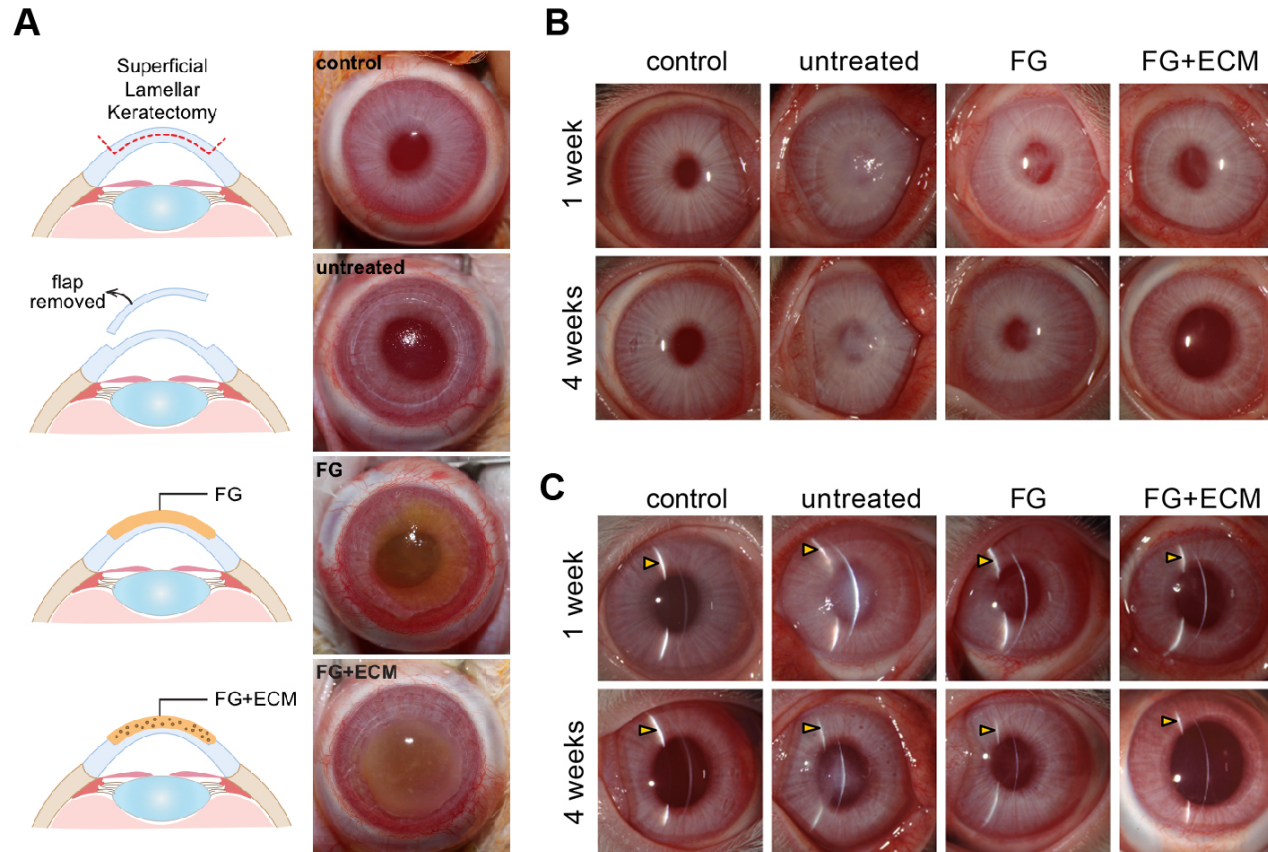 A
Superficial
Lamellar
Keratectomy
control
flap
removed
untreated
FG
FG
FG+ECM
FG+ECM
B
control untreated FG FG+ECM
1 week
4 weeks
C
control untreated FG FG+ECM
1 week
4 weeks